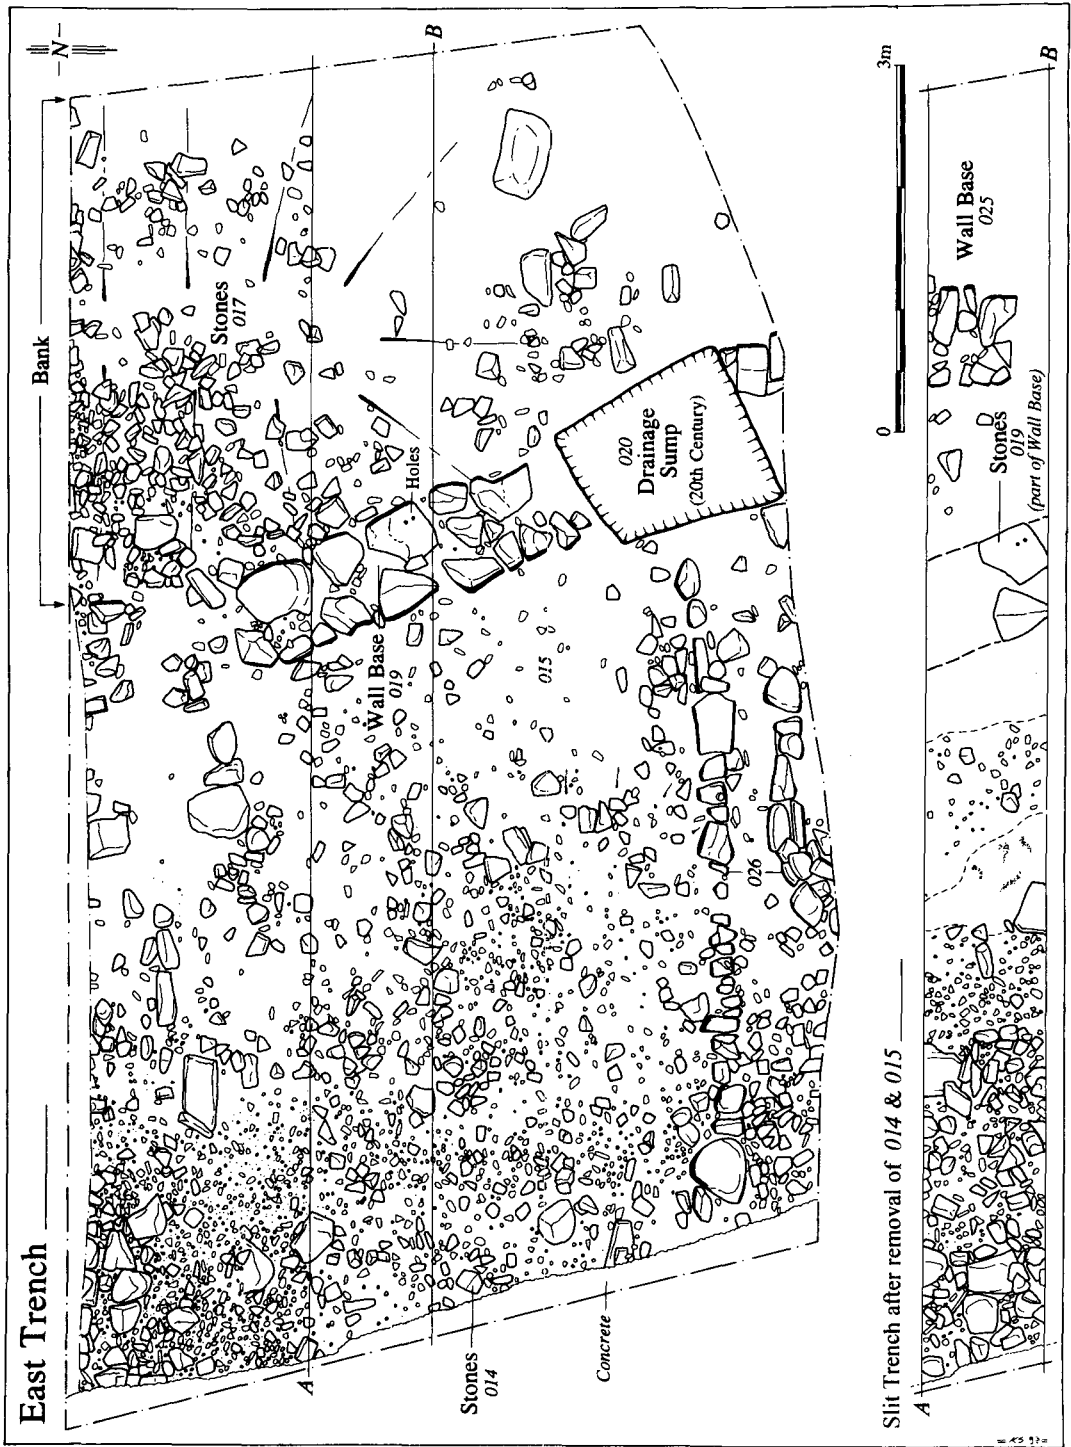 East Trench
Bank
–N–
Stones
017
Holes
Wall Base
019
015
020
Drainage
Sump
(20th Century)
026
A
B
Stones
014
Concrete
0
3m
Slit Trench after removal of 014 & 015
A
B
Wall Base
025
Stones
019
(part of Wall Base)